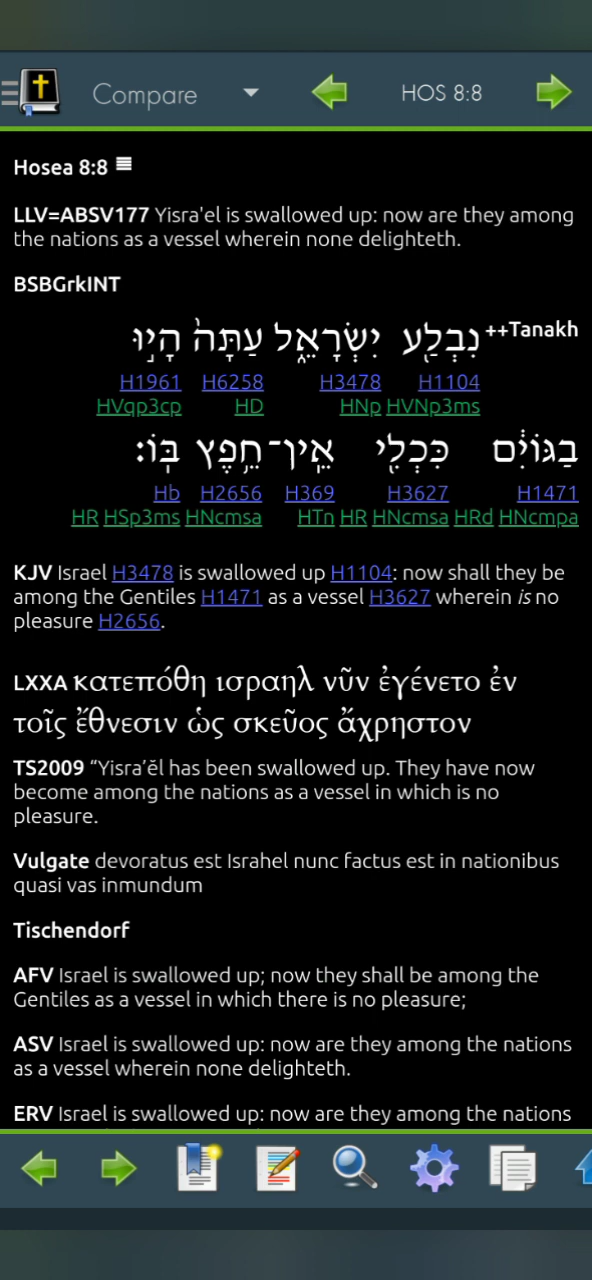 Compare
HOS 8:8
Hosea 8:8
LLV=ABSV177 Yisra'el is swallowed up: now are they among
the nations as a vessel wherein none delighteth.
BSBGrkINT
++Tanakh נִבְלַ֖ע יִשְׂרָאֵ֑ל עַתָּה֙ הָי֣וּ
H1961 H6258 H3478 H1104
HVqp3cp HD HNp HVNp3ms
בַגּוֹיִ֔ם כִּכְלִ֖י אֵֽין־חֵ֥פֶץ בּֽוֹ׃
Hb H2656 H369 H3627 H1471
HR HSp3ms HNcmsa HTn HR HNcmsa HRd HNcmpa
KJV Israel H3478 is swallowed up H1104: now shall they be
among the Gentiles H1471 as a vessel H3627 wherein is no
pleasure H2656.
LXXA κατεπόθη ισραηλ νῦν ἐγένετο ἐν
τοῖς ἔθνεσιν ὡς σκεῦος ἄχρηστον
TS2009 “Yisra’ĕl has been swallowed up. They have now
become among the nations as a vessel in which is no
pleasure.
Vulgate devoratus est Israhel nunc factus est in nationibus
quasi vas inmundum
Tischendorf
AFV Israel is swallowed up; now they shall be among the
Gentiles as a vessel in which there is no pleasure;
ASV Israel is swallowed up: now are they among the nations
as a vessel wherein none delighteth.
ERV Israel is swallowed up: now are they among the nations